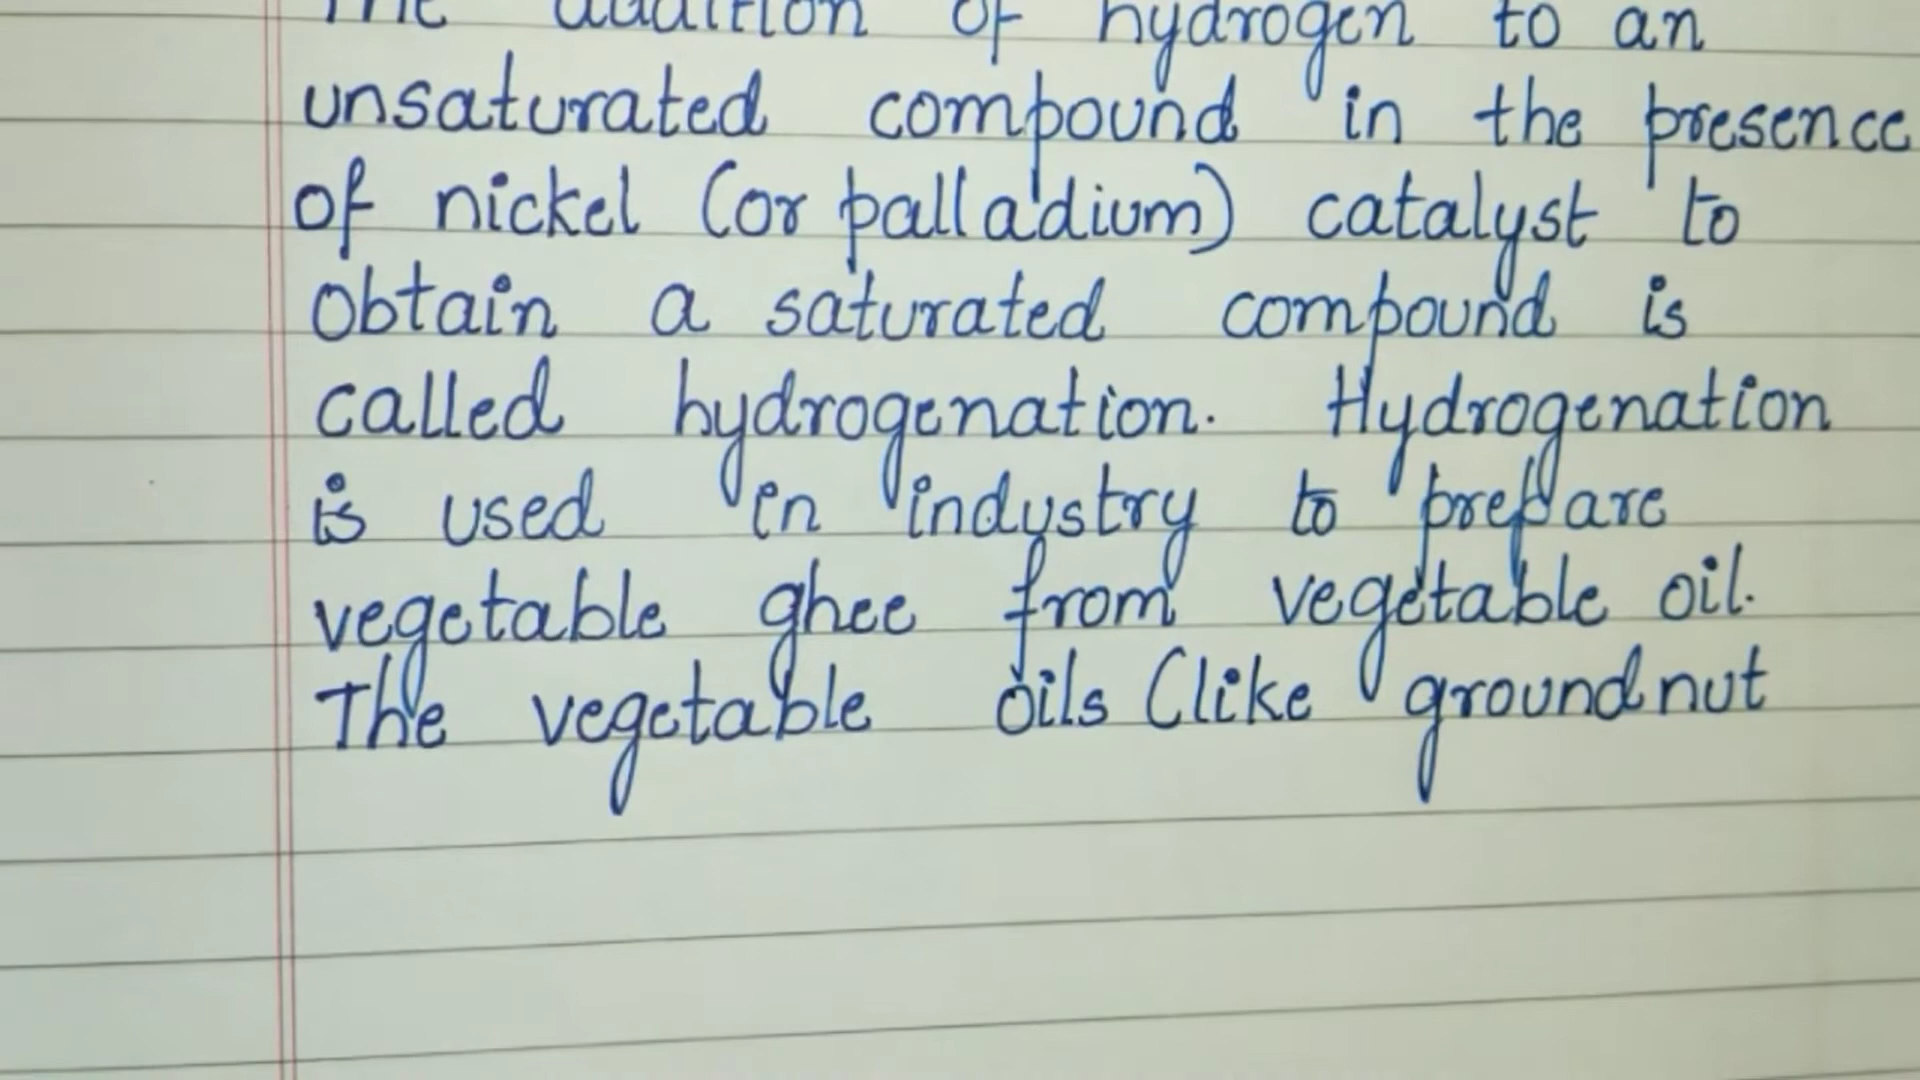 The addition of hydrogen to an
unsaturated compound in the presence
of nickel (or palladium) catalyst to
obtain a saturated compound is
called hydrogenation. Hydrogenation
is used in industry to prepare
vegetable ghee from vegetable oil.
The vegetable oils (like groundnut